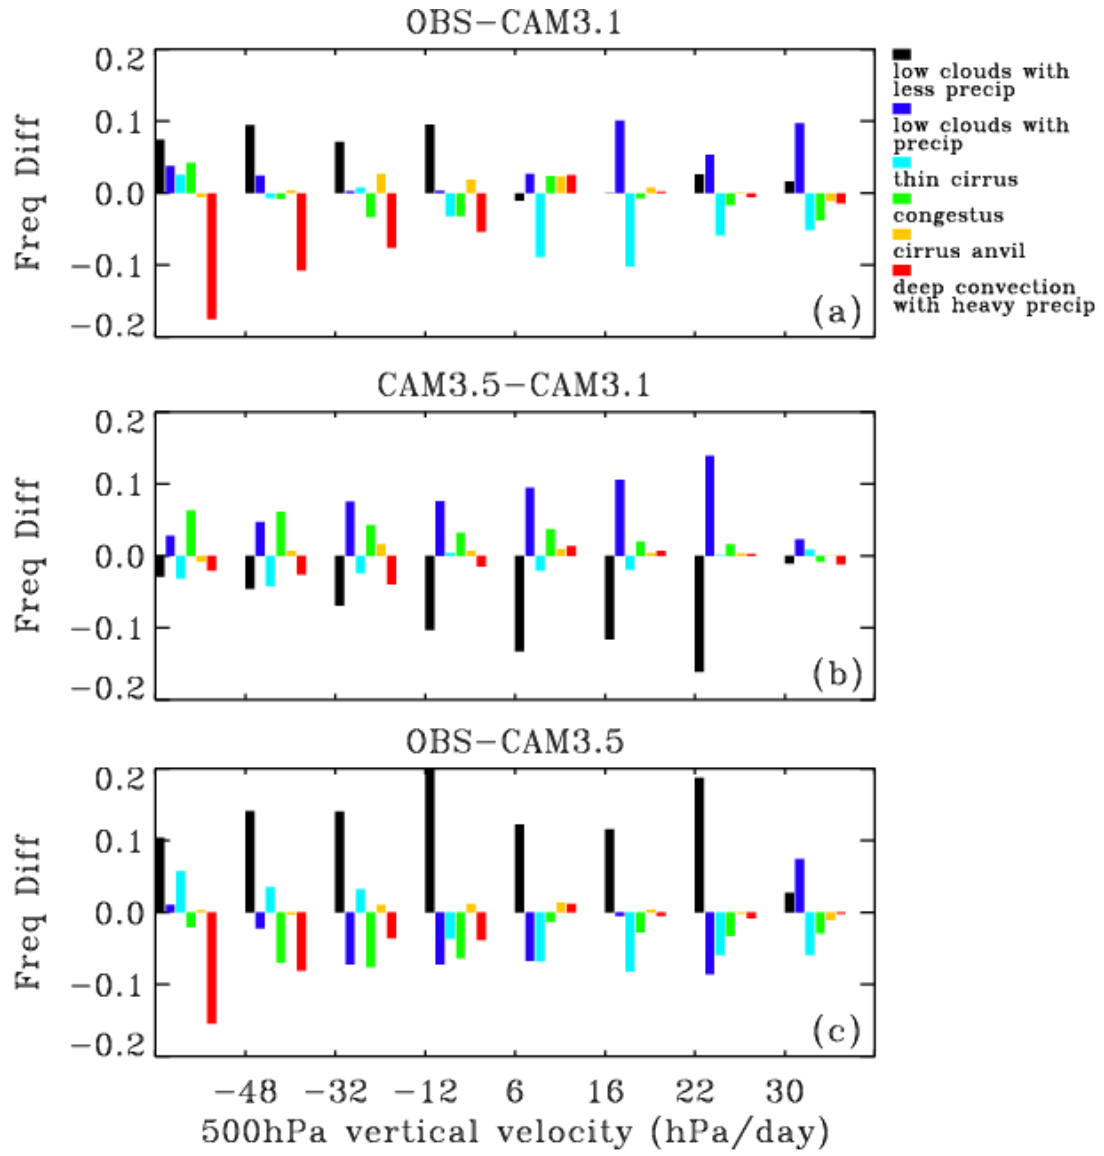 OBS−CAM3.1
0.2
0.1
0.0
−0.1
−0.2
Freq Diff
(a)
low clouds with
less precip
low clouds with
precip
thin cirrus
congestus
cirrus anvil
deep convection
with heavy precip
CAM3.5−CAM3.1
0.2
0.1
0.0
−0.1
−0.2
Freq Diff
(b)
OBS−CAM3.5
0.2
0.1
0.0
−0.1
−0.2
Freq Diff
(c)
−48 −32 −12 6 16 22 30
500hPa vertical velocity (hPa/day)